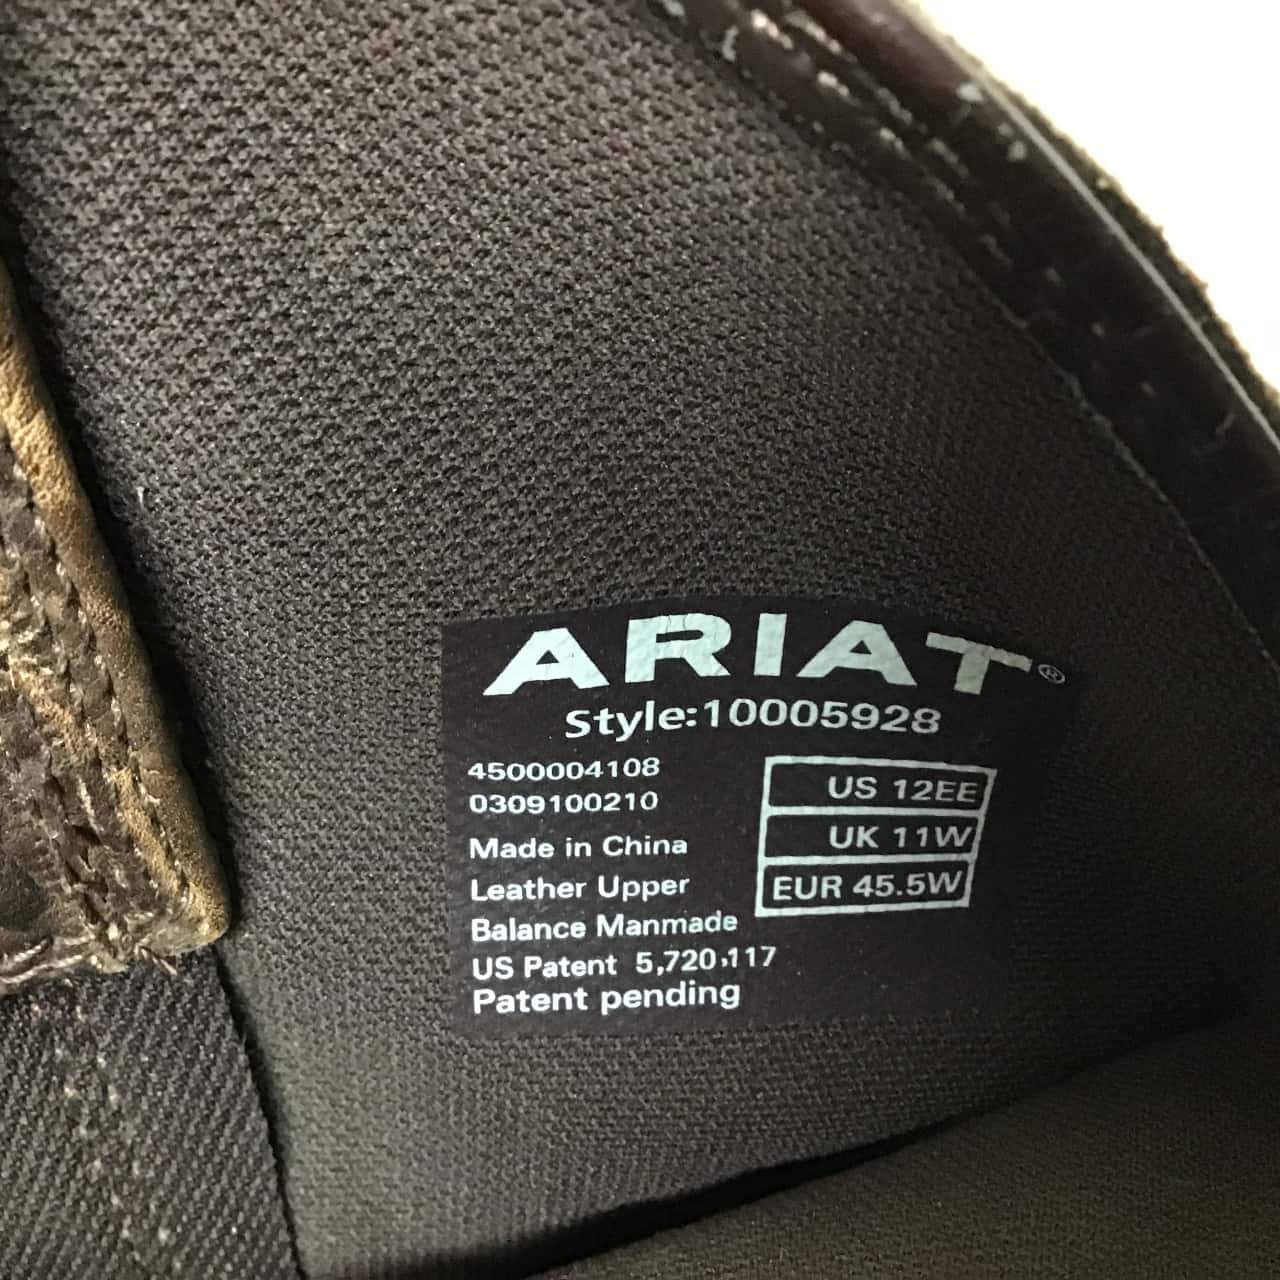 ARIAT®
Style:10005928
4500004108
0309100210
Made in China
Leather Upper
Balance Manmade
US Patent 5,720,117
Patent pending
US 12EE
UK 11W
EUR 45.5W